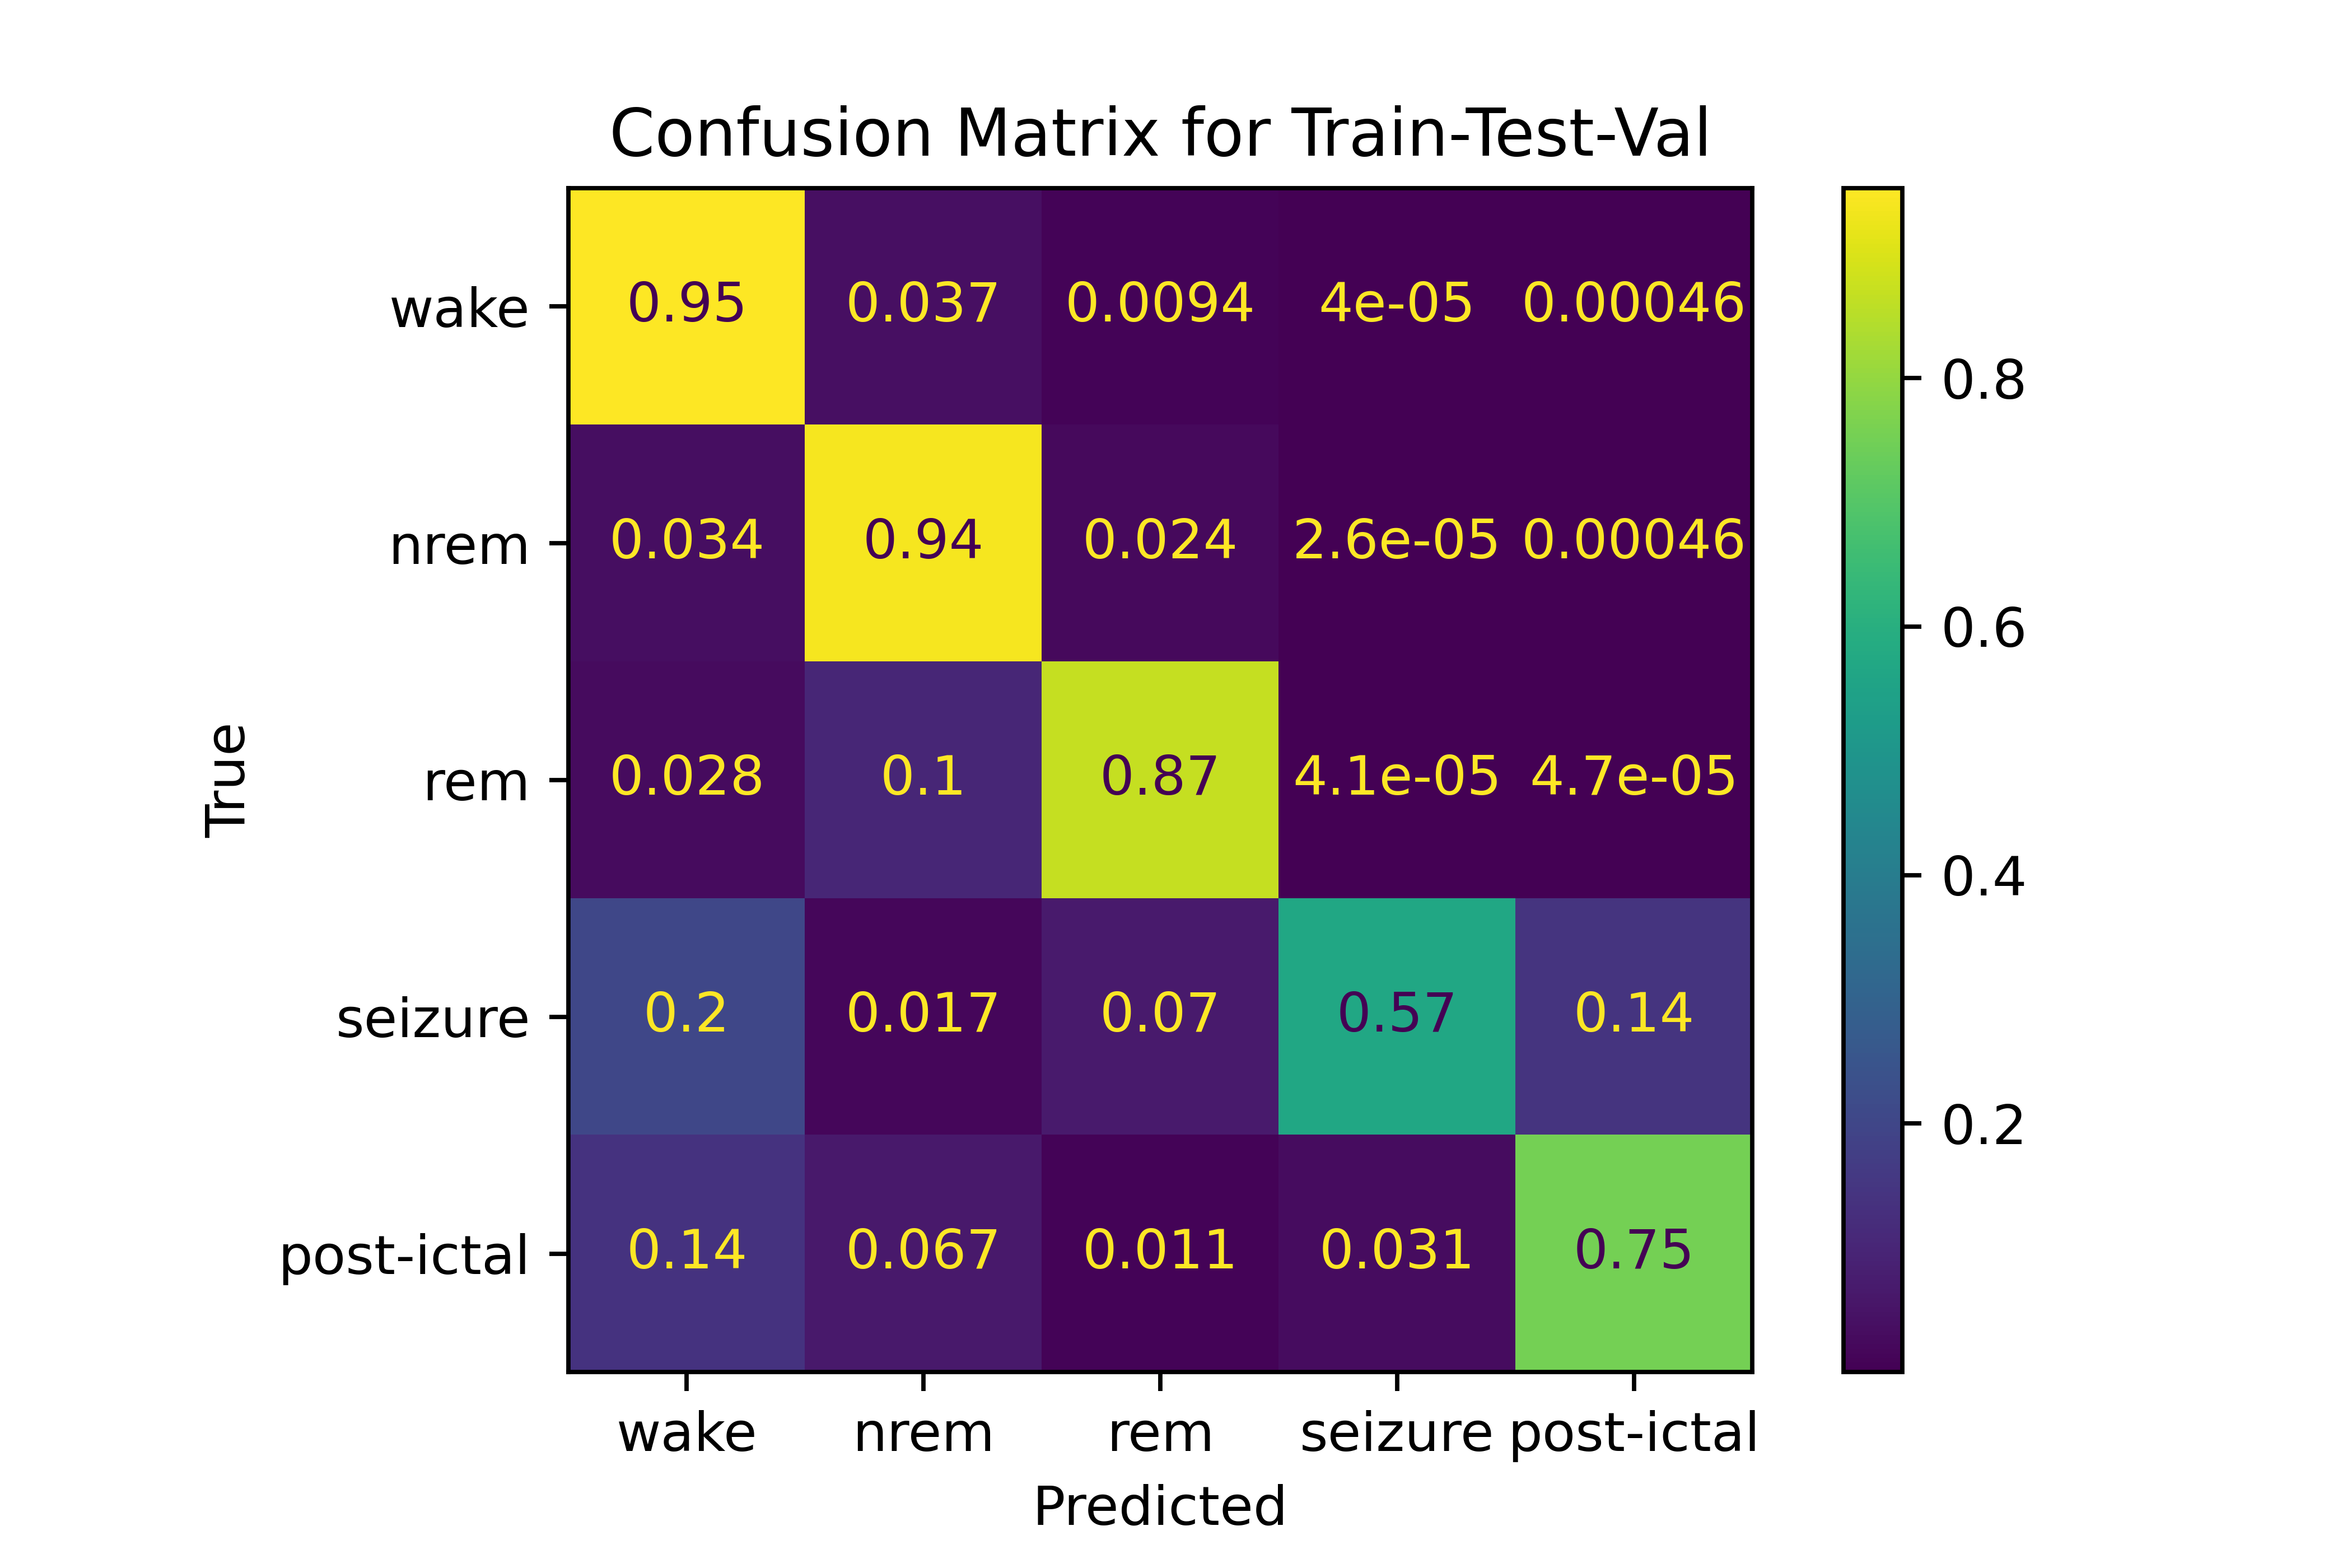 Confusion Matrix for Train-Test-Val
wake 0.95 0.037 0.0094 4e-05 0.00046
nrem 0.034 0.94 0.024 2.6e-05 0.00046
rem 0.028 0.1 0.87 4.1e-05 4.7e-05
seizure 0.2 0.017 0.07 0.57 0.14
post-ictal 0.14 0.067 0.011 0.031 0.75
wake nrem rem seizure post-ictal
Predicted
True
0.8
0.6
0.4
0.2